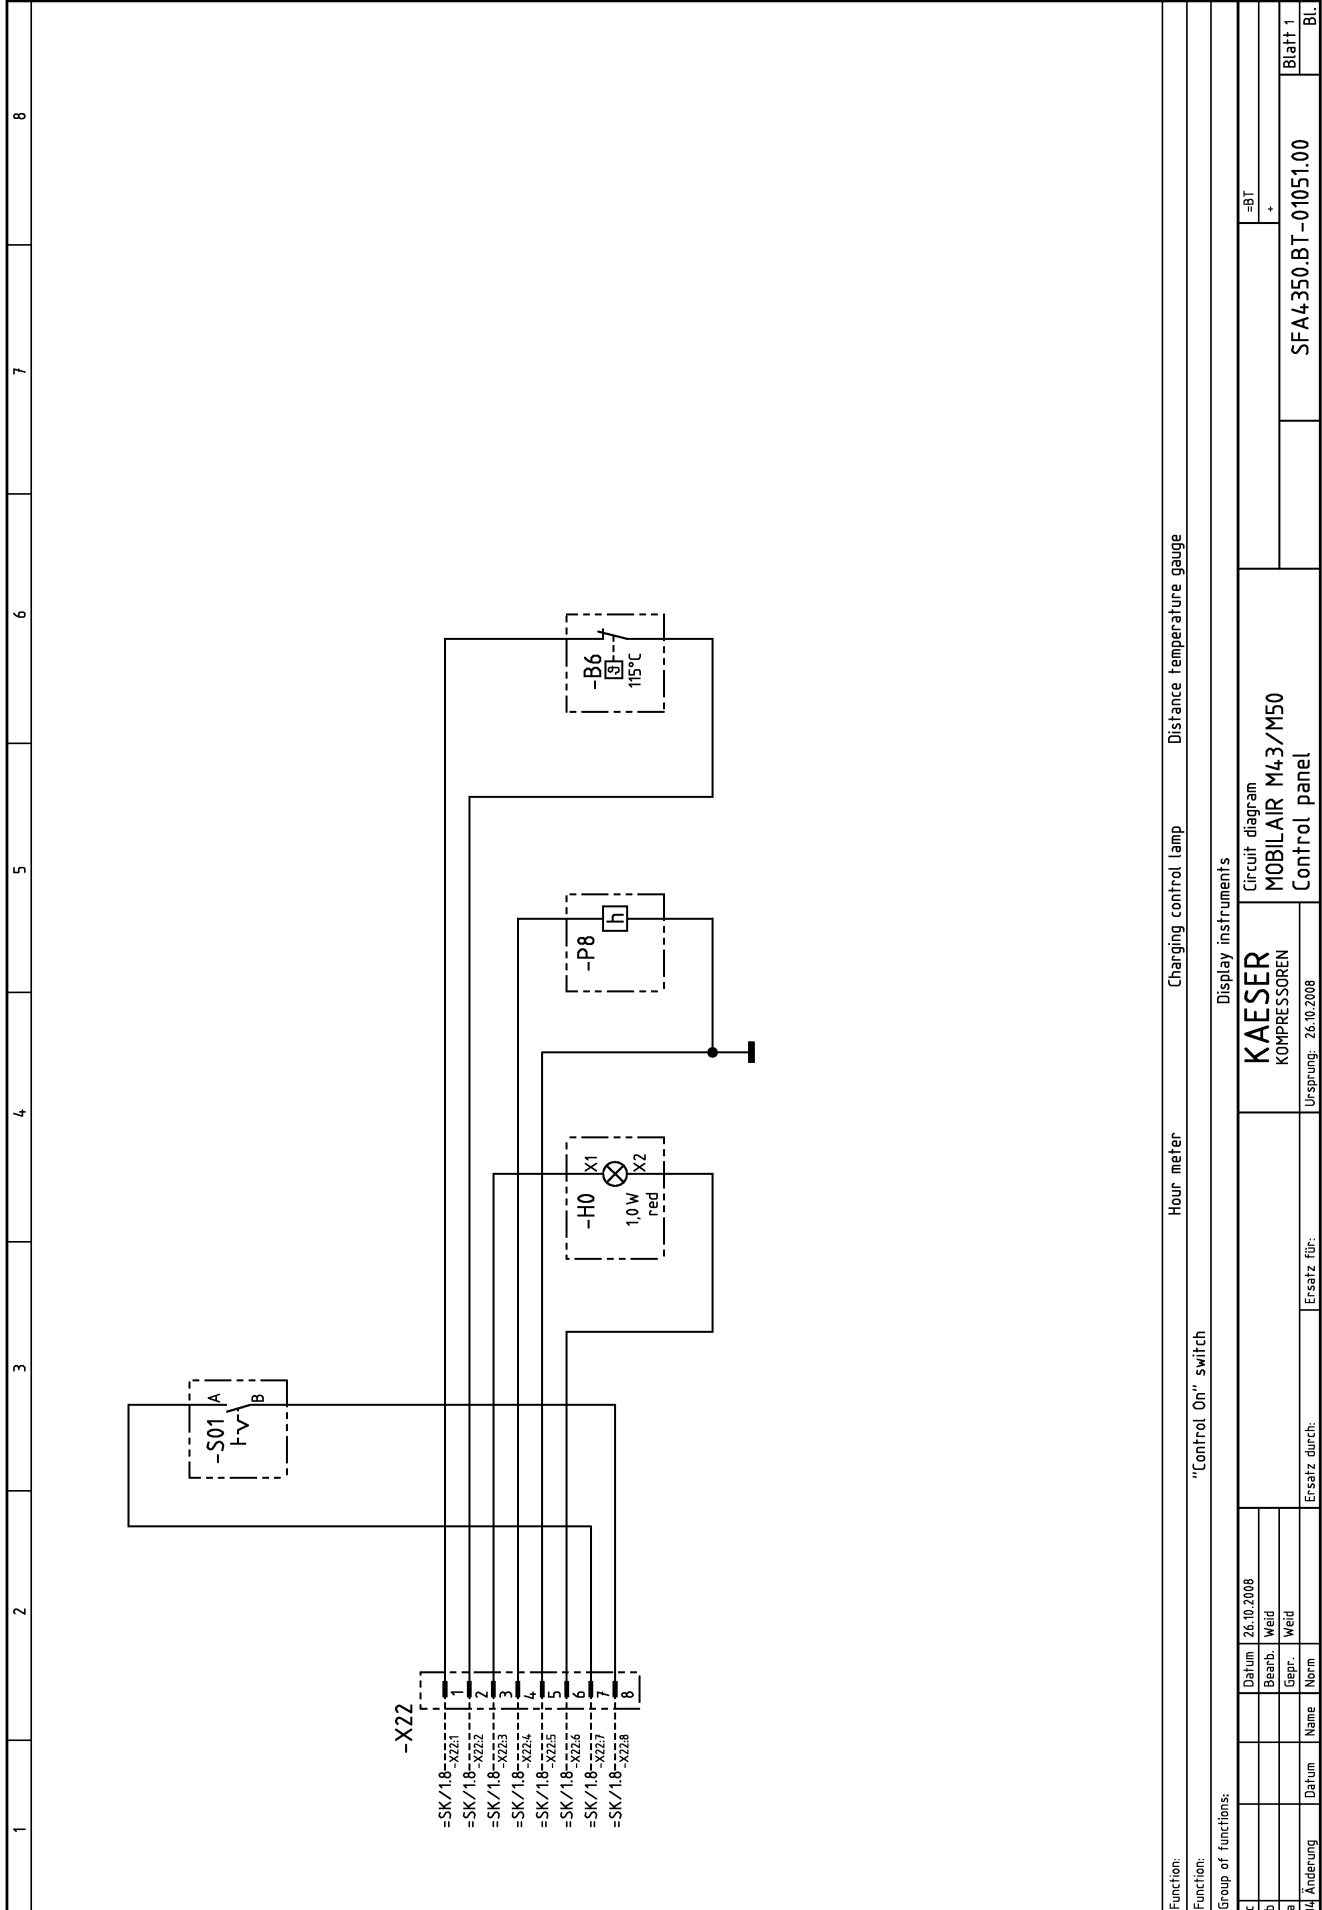 1 2 3 4 5 6 7 8
-S01
A
B
-X22
=SK/1.8 -X22:1 1
=SK/1.8 -X22:2 2
=SK/1.8 -X22:3 3
=SK/1.8 -X22:4 4
=SK/1.8 -X22:5 5
=SK/1.8 -X22:6 6
=SK/1.8 -X22:7 7
=SK/1.8 -X22:8 8
-H0
X1
X2
1,0 W
red
-P8
h
-B6
ϑ
115°C
Function: Hour meter Charging control lamp Distance temperature gauge
Function: "Control On" switch
Group of functions: Display instruments
c
b
a
Änderung Datum Name
Datum 26.10.2008
Bearb. Weid
Gepr. Weid
Norm
Ersatz durch: Ersatz für:
KAESER
KOMPRESSOREN
Ursprung: 26.10.2008
Circuit diagram
MOBILAIR M43/M50
Control panel
=BT
+
SFA4350.BT-01051.00
Blatt 1
Bl.